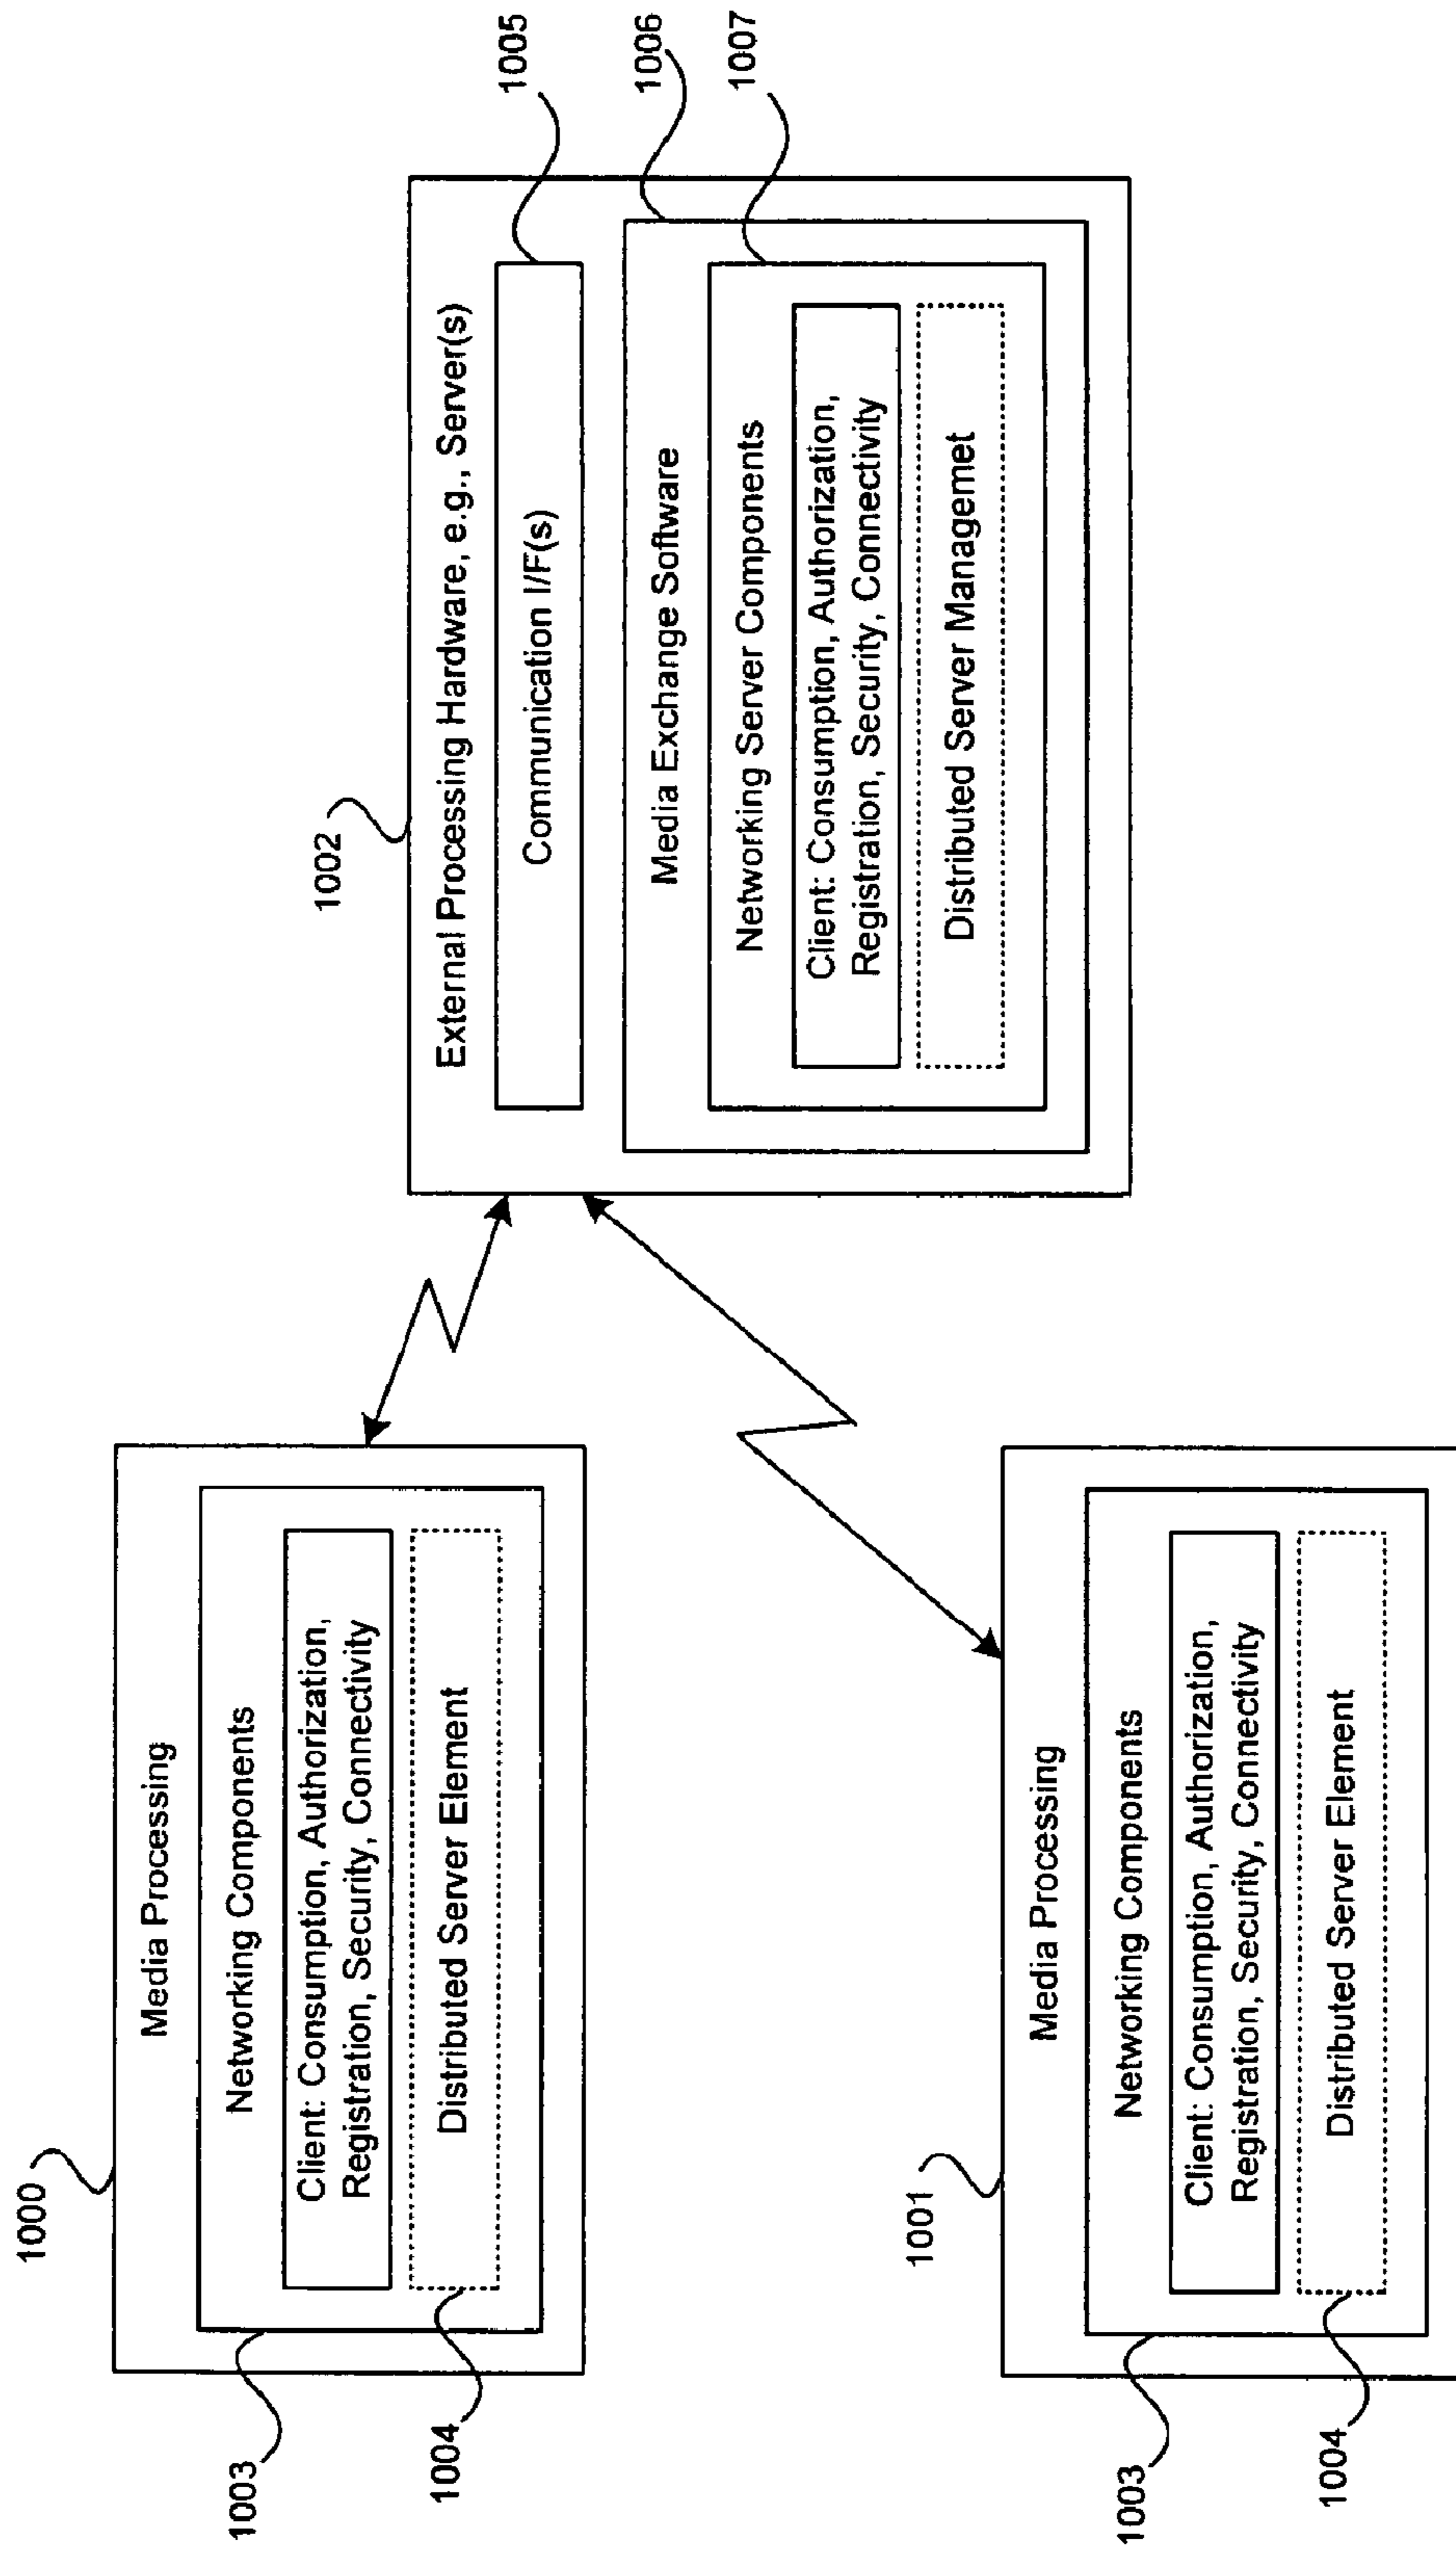 1000
Media Processing
Networking Components
Client: Consumption, Authorization,
Registration, Security, Connectivity
Distributed Server Element
1003
1004
1002
External Processing Hardware, e.g., Server(s)
Communication I/F(s)
Media Exchange Software
Networking Server Components
Client: Consumption, Authorization,
Registration, Security, Connectivity
Distributed Server Managemet
1005
1006
1007
1001
Media Processing
Networking Components
Client: Consumption, Authorization,
Registration, Security, Connectivity
Distributed Server Element
1003
1004